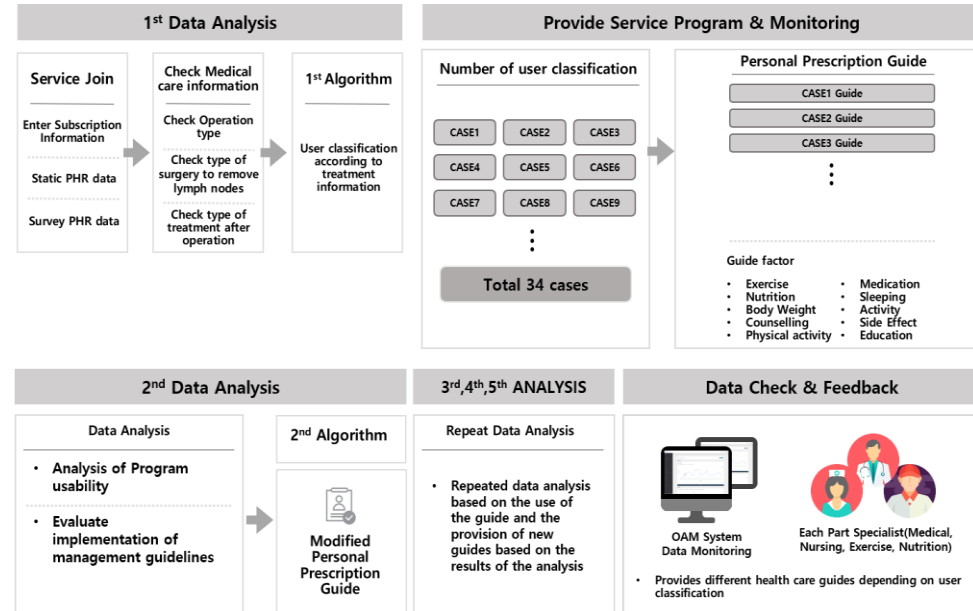 1st Data Analysis
Service Join
Enter Subscription
Information
Static PHR data
Survey PHR data
Check Medical
care information
Check Operation
type
Check type of
surgery to remove
lymph nodes
Check type of
treatment after
operation
1st Algorithm
User classification
according to
treatment
information
Provide Service Program & Monitoring
Number of user classification
CASE1
CASE2
CASE3
CASE4
CASE5
CASE6
CASE7
CASE8
CASE9
Total 34 cases
Personal Prescription Guide
CASE1 Guide
CASE2 Guide
CASE3 Guide
Guide factor
• Exercise
• Nutrition
• Body Weight
• Counselling
• Physical activity
• Medication
• Sleeping
• Activity
• Side Effect
• Education
2nd Data Analysis
Data Analysis
• Analysis of Program
usability
• Evaluate
implementation of
management guidelines
2nd Algorithm
Modified
Personal
Prescription
Guide
3rd,4th,5th ANALYSIS
Repeat Data Analysis
• Repeated data analysis
based on the use of
the guide and the
provision of new
guides based on the
results of the analysis
Data Check & Feedback
OAM System
Data Monitoring
Each Part Specialist(Medical,
Nursing, Exercise, Nutrition)
• Provides different health care guides depending on user
classification